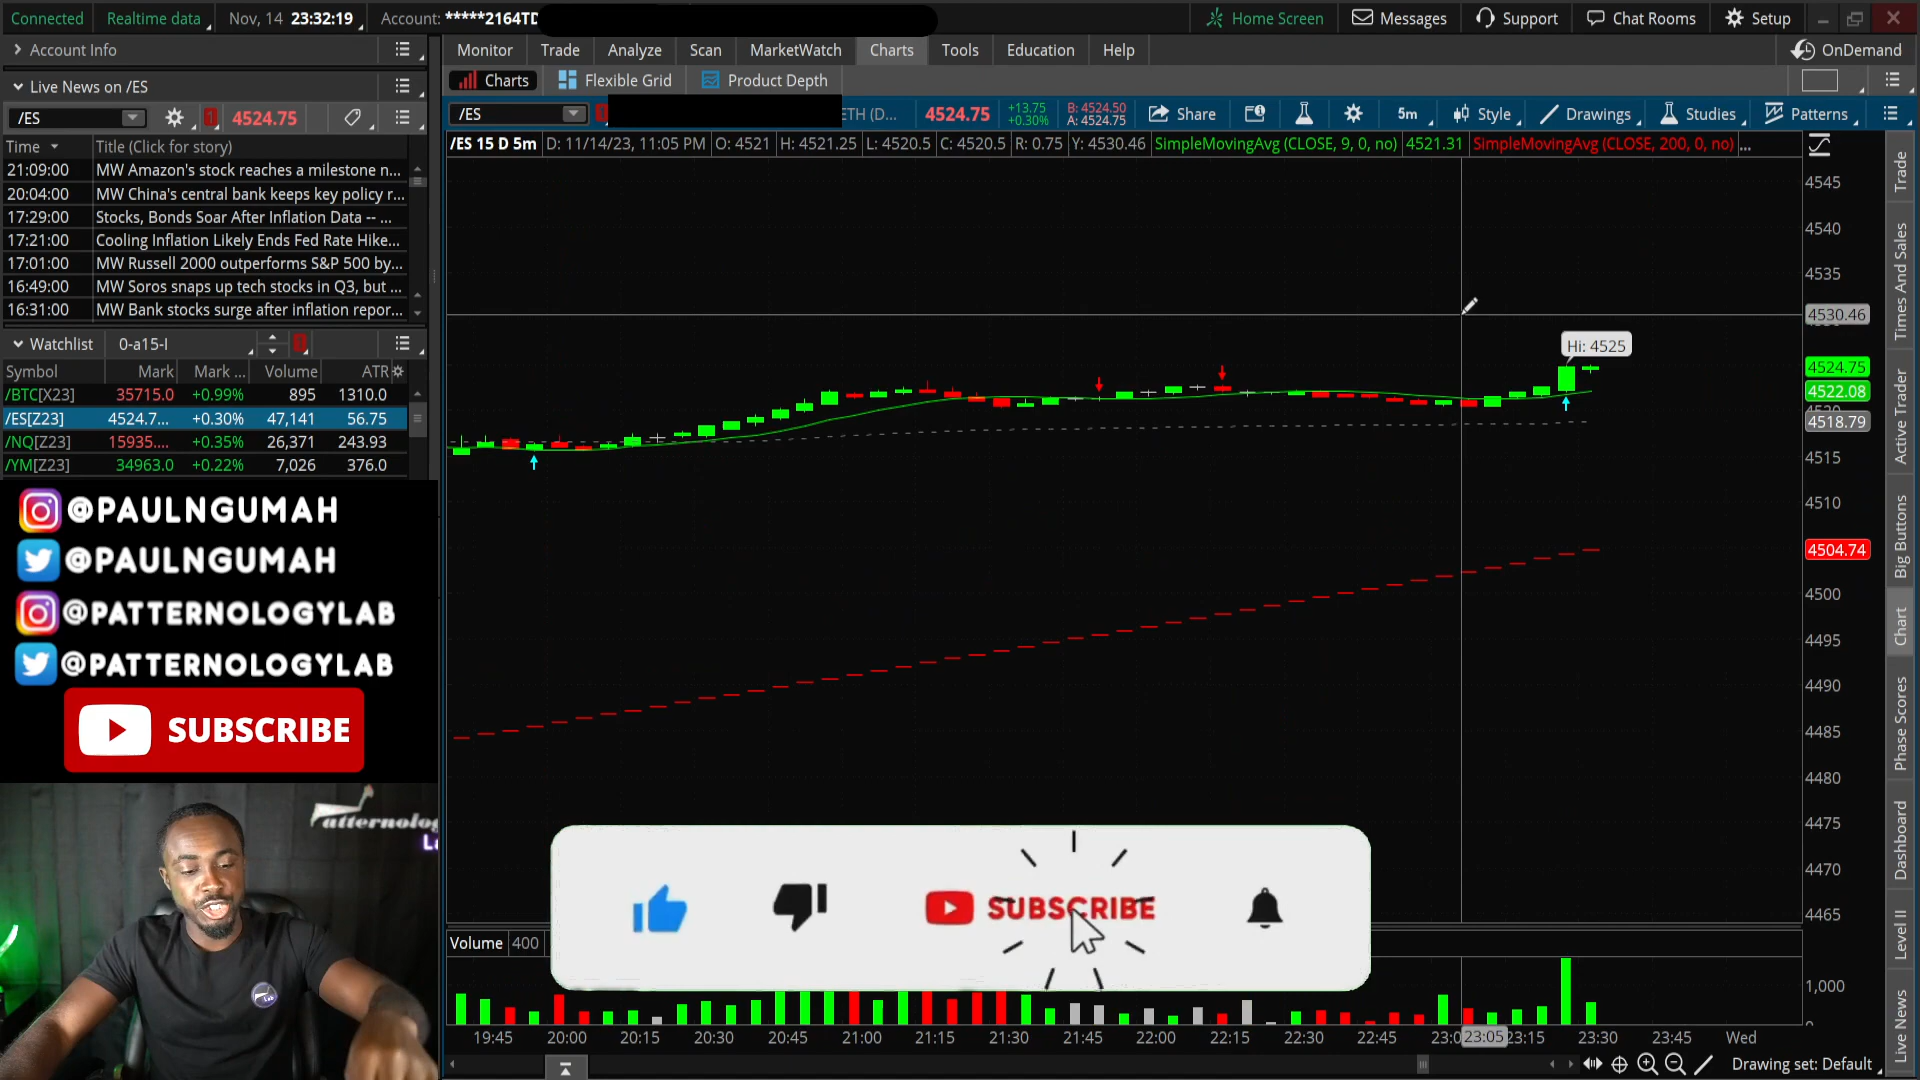 Connected Realtime data Nov, 14 23:32:19 Account: *****2164TD Home Screen Messages Support Chat Rooms Setup
Account Info
Monitor Trade Analyze Scan MarketWatch Charts Tools Education Help OnDemand
Live News on /ES
Charts Flexible Grid Product Depth
/ES 4524.75
/ES ETH (D... 4524.75 +13.75 +0.30% B: 4524.50 A: 4524.75 Share 5m Style Drawings Studies Patterns
/ES 15 D 5m D: 11/14/23, 11:05 PM O: 4521 H: 4521.25 L: 4520.5 C: 4520.5 R: 0.75 Y: 4530.46 SimpleMovingAvg (CLOSE, 9, 0, no) 4521.31 SimpleMovingAvg (CLOSE, 200, 0, no) ...
Time Title (Click for story)
21:09:00 MW Amazon's stock reaches a milestone n...
20:04:00 MW China's central bank keeps key policy r...
17:29:00 Stocks, Bonds Soar After Inflation Data -- ...
17:21:00 Cooling Inflation Likely Ends Fed Rate Hike...
17:01:00 MW Russell 2000 outperforms S&P 500 by...
16:49:00 MW Soros snaps up tech stocks in Q3, but ...
16:31:00 MW Bank stocks surge after inflation repor...
Watchlist 0-a15-I
Symbol Mark Mark ... Volume ATR
/BTC[X23] 35715.0 +0.99% 895 1310.0
/ES[Z23] 4524.7... +0.30% 47,141 56.75
/NQ[Z23] 15935.... +0.35% 26,371 243.93
/YM[Z23] 34963.0 +0.22% 7,026 376.0
@PAULNGUMAH
@PAULNGUMAH
@PATTERNOLOGYLAB
@PATTERNOLOGYLAB
SUBSCRIBE
Hi: 4525
4545
4540
4535
4530.46
4524.75
4522.08
4518.79
4515
4510
4504.74
4500
4495
4490
4485
4480
4475
4470
4465
Trade
Times And Sales
Active Trader
Big Buttons
Chart
Phase Scores
Dashboard
Level II
Live News
SUBSCRIBE
Volume 400
1,000
19:45 20:00 20:15 20:30 20:45 21:00 21:15 21:30 21:45 22:00 22:15 22:30 22:45 23:0 23:05 23:15 23:30 23:45 Wed
Drawing set: Default